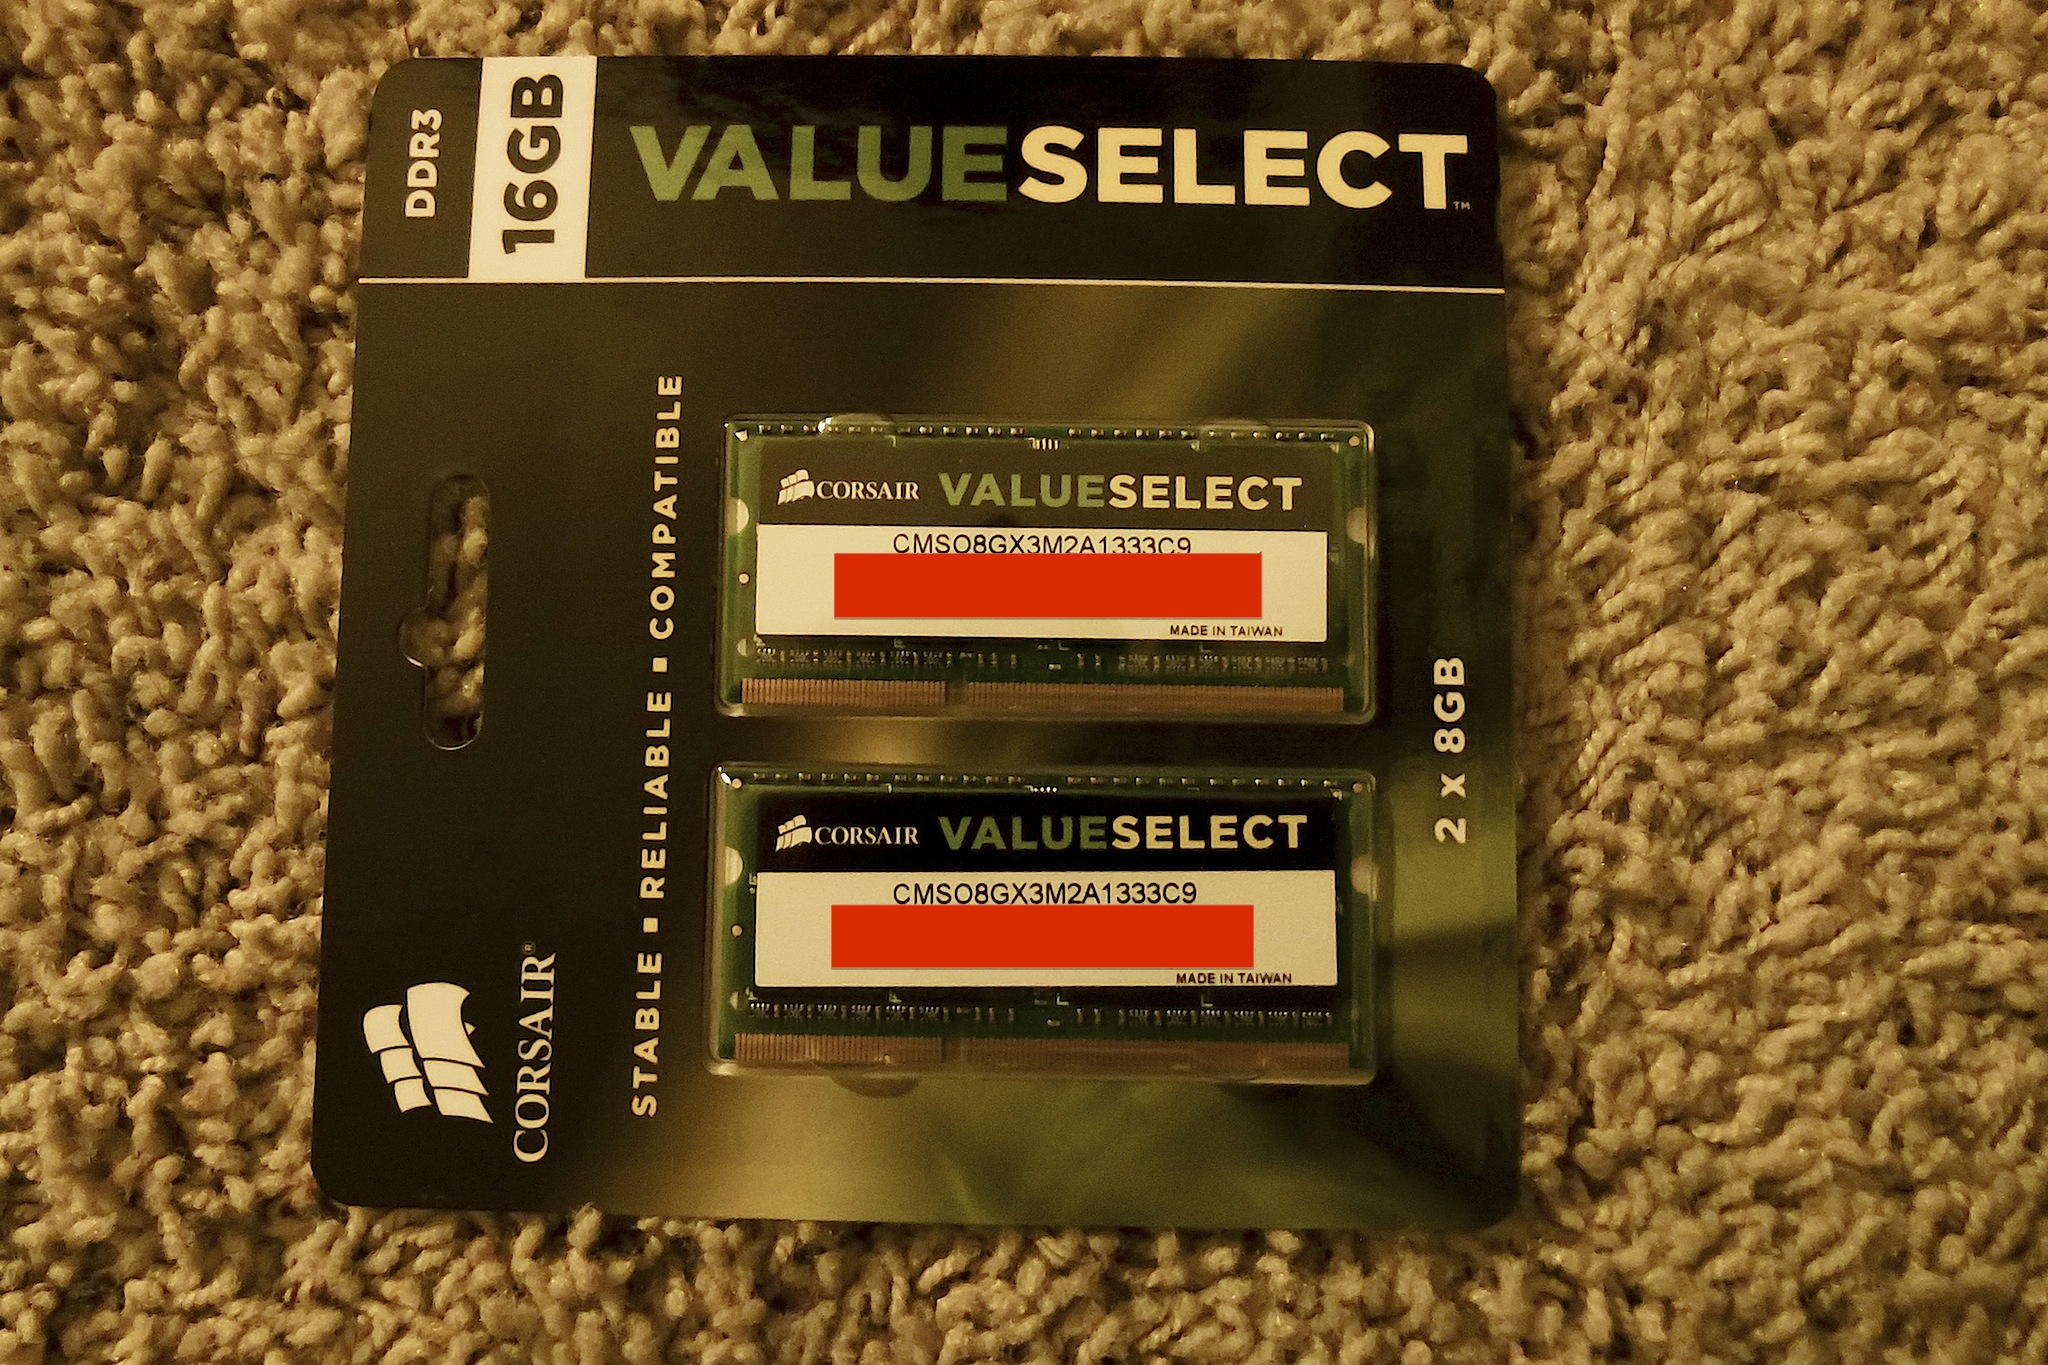 DDR3
16GB
VALUESELECT™
STABLE ▪ RELIABLE ▪ COMPATIBLE
CORSAIR VALUESELECT
CMSO8GX3M2A1333C9
MADE IN TAIWAN
CORSAIR VALUESELECT
CMSO8GX3M2A1333C9
MADE IN TAIWAN
2 x 8GB
CORSAIR®